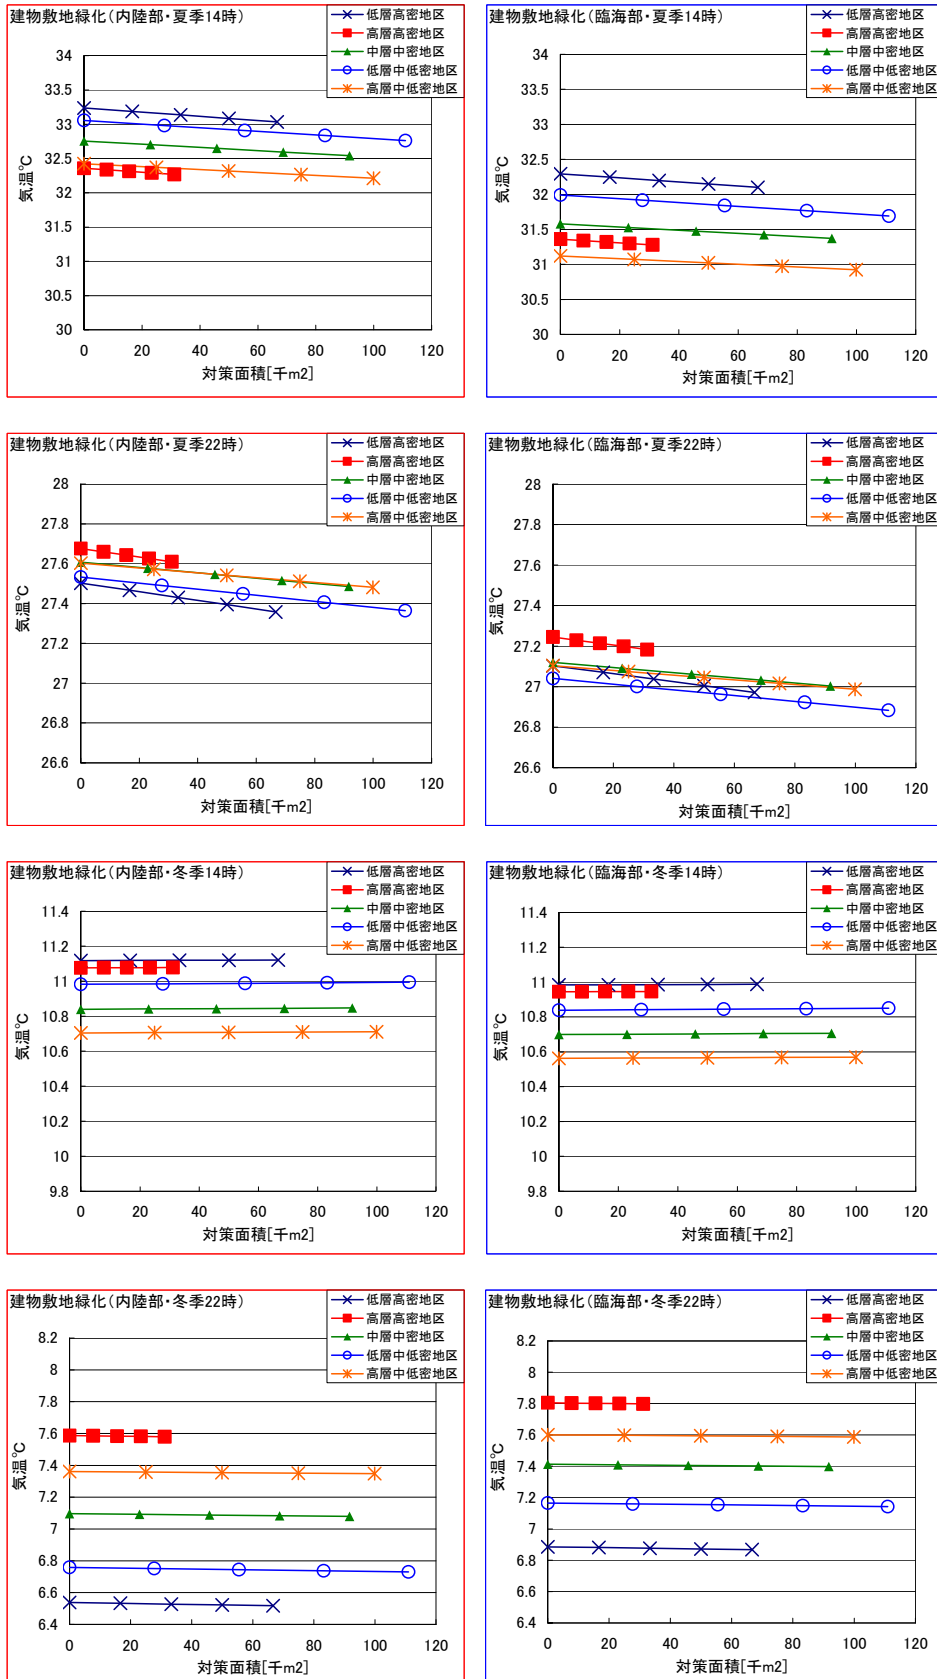 建物敷地緑化（内陸部・夏季14時）
低層高密地区
高層高密地区
中層中密地区
低層中低密地区
高層中低密地区
気温℃
34
33.5
33
32.5
32
31.5
31
30.5
30
0 20 40 60 80 100 120
対策面積[千m2]
建物敷地緑化（臨海部・夏季14時）
低層高密地区
高層高密地区
中層中密地区
低層中低密地区
高層中低密地区
気温℃
34
33.5
33
32.5
32
31.5
31
30.5
30
0 20 40 60 80 100 120
対策面積[千m2]
建物敷地緑化（内陸部・夏季22時）
低層高密地区
高層高密地区
中層中密地区
低層中低密地区
高層中低密地区
気温℃
28
27.8
27.6
27.4
27.2
27
26.8
26.6
0 20 40 60 80 100 120
対策面積[千m2]
建物敷地緑化（臨海部・夏季22時）
低層高密地区
高層高密地区
中層中密地区
低層中低密地区
高層中低密地区
気温℃
28
27.8
27.6
27.4
27.2
27
26.8
26.6
0 20 40 60 80 100 120
対策面積[千m2]
建物敷地緑化（内陸部・冬季14時）
低層高密地区
高層高密地区
中層中密地区
低層中低密地区
高層中低密地区
気温℃
11.4
11.2
11
10.8
10.6
10.4
10.2
10
9.8
0 20 40 60 80 100 120
対策面積[千m2]
建物敷地緑化（臨海部・冬季14時）
低層高密地区
高層高密地区
中層中密地区
低層中低密地区
高層中低密地区
気温℃
11.4
11.2
11
10.8
10.6
10.4
10.2
10
9.8
0 20 40 60 80 100 120
対策面積[千m2]
建物敷地緑化（内陸部・冬季22時）
低層高密地区
高層高密地区
中層中密地区
低層中低密地区
高層中低密地区
気温℃
8.2
8
7.8
7.6
7.4
7.2
7
6.8
6.6
6.4
0 20 40 60 80 100 120
対策面積[千m2]
建物敷地緑化（臨海部・冬季22時）
低層高密地区
高層高密地区
中層中密地区
低層中低密地区
高層中低密地区
気温℃
8.2
8
7.8
7.6
7.4
7.2
7
6.8
6.6
6.4
0 20 40 60 80 100 120
対策面積[千m2]